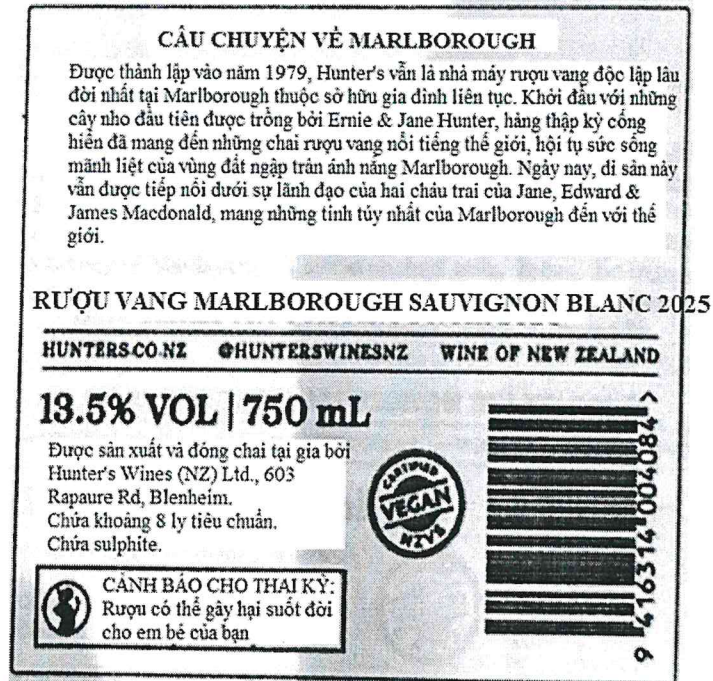 CÂU CHUYỆN VỀ MARLBOROUGH
Được thành lập vào năm 1979, Hunter's vẫn là nhà máy rượu vang độc lập lâu
đời nhất tại Marlborough thuộc sở hữu gia đình liên tục. Khởi đầu với những
cây nho đầu tiên được trồng bởi Ernie & Jane Hunter, hàng thập kỷ cống
hiến đã mang đến những chai rượu vang nổi tiếng thế giới, hội tụ sức sống
mãnh liệt của vùng đất ngập tràn ánh nắng Marlborough. Ngày nay, di sản này
vẫn được tiếp nối dưới sự lãnh đạo của hai cháu trai của Jane, Edward &
James Macdonald, mang những tinh túy nhất của Marlborough đến với thế
giới.
RƯỢU VANG MARLBOROUGH SAUVIGNON BLANC 2025
HUNTERS.CO.NZ @HUNTERSWINESNZ WINE OF NEW ZEALAND
13.5% VOL | 750 mL
Được sản xuất và đóng chai tại gia bởi
Hunter's Wines (NZ) Ltd., 603
Rapaure Rd, Blenheim.
Chứa khoảng 8 ly tiêu chuẩn.
Chứa sulphite.
CERTIFIED
VEGAN
NZVS
CẢNH BÁO CHO THAI KỲ:
Rượu có thể gây hại suốt đời
cho em bé của bạn
9 416314 004084 >